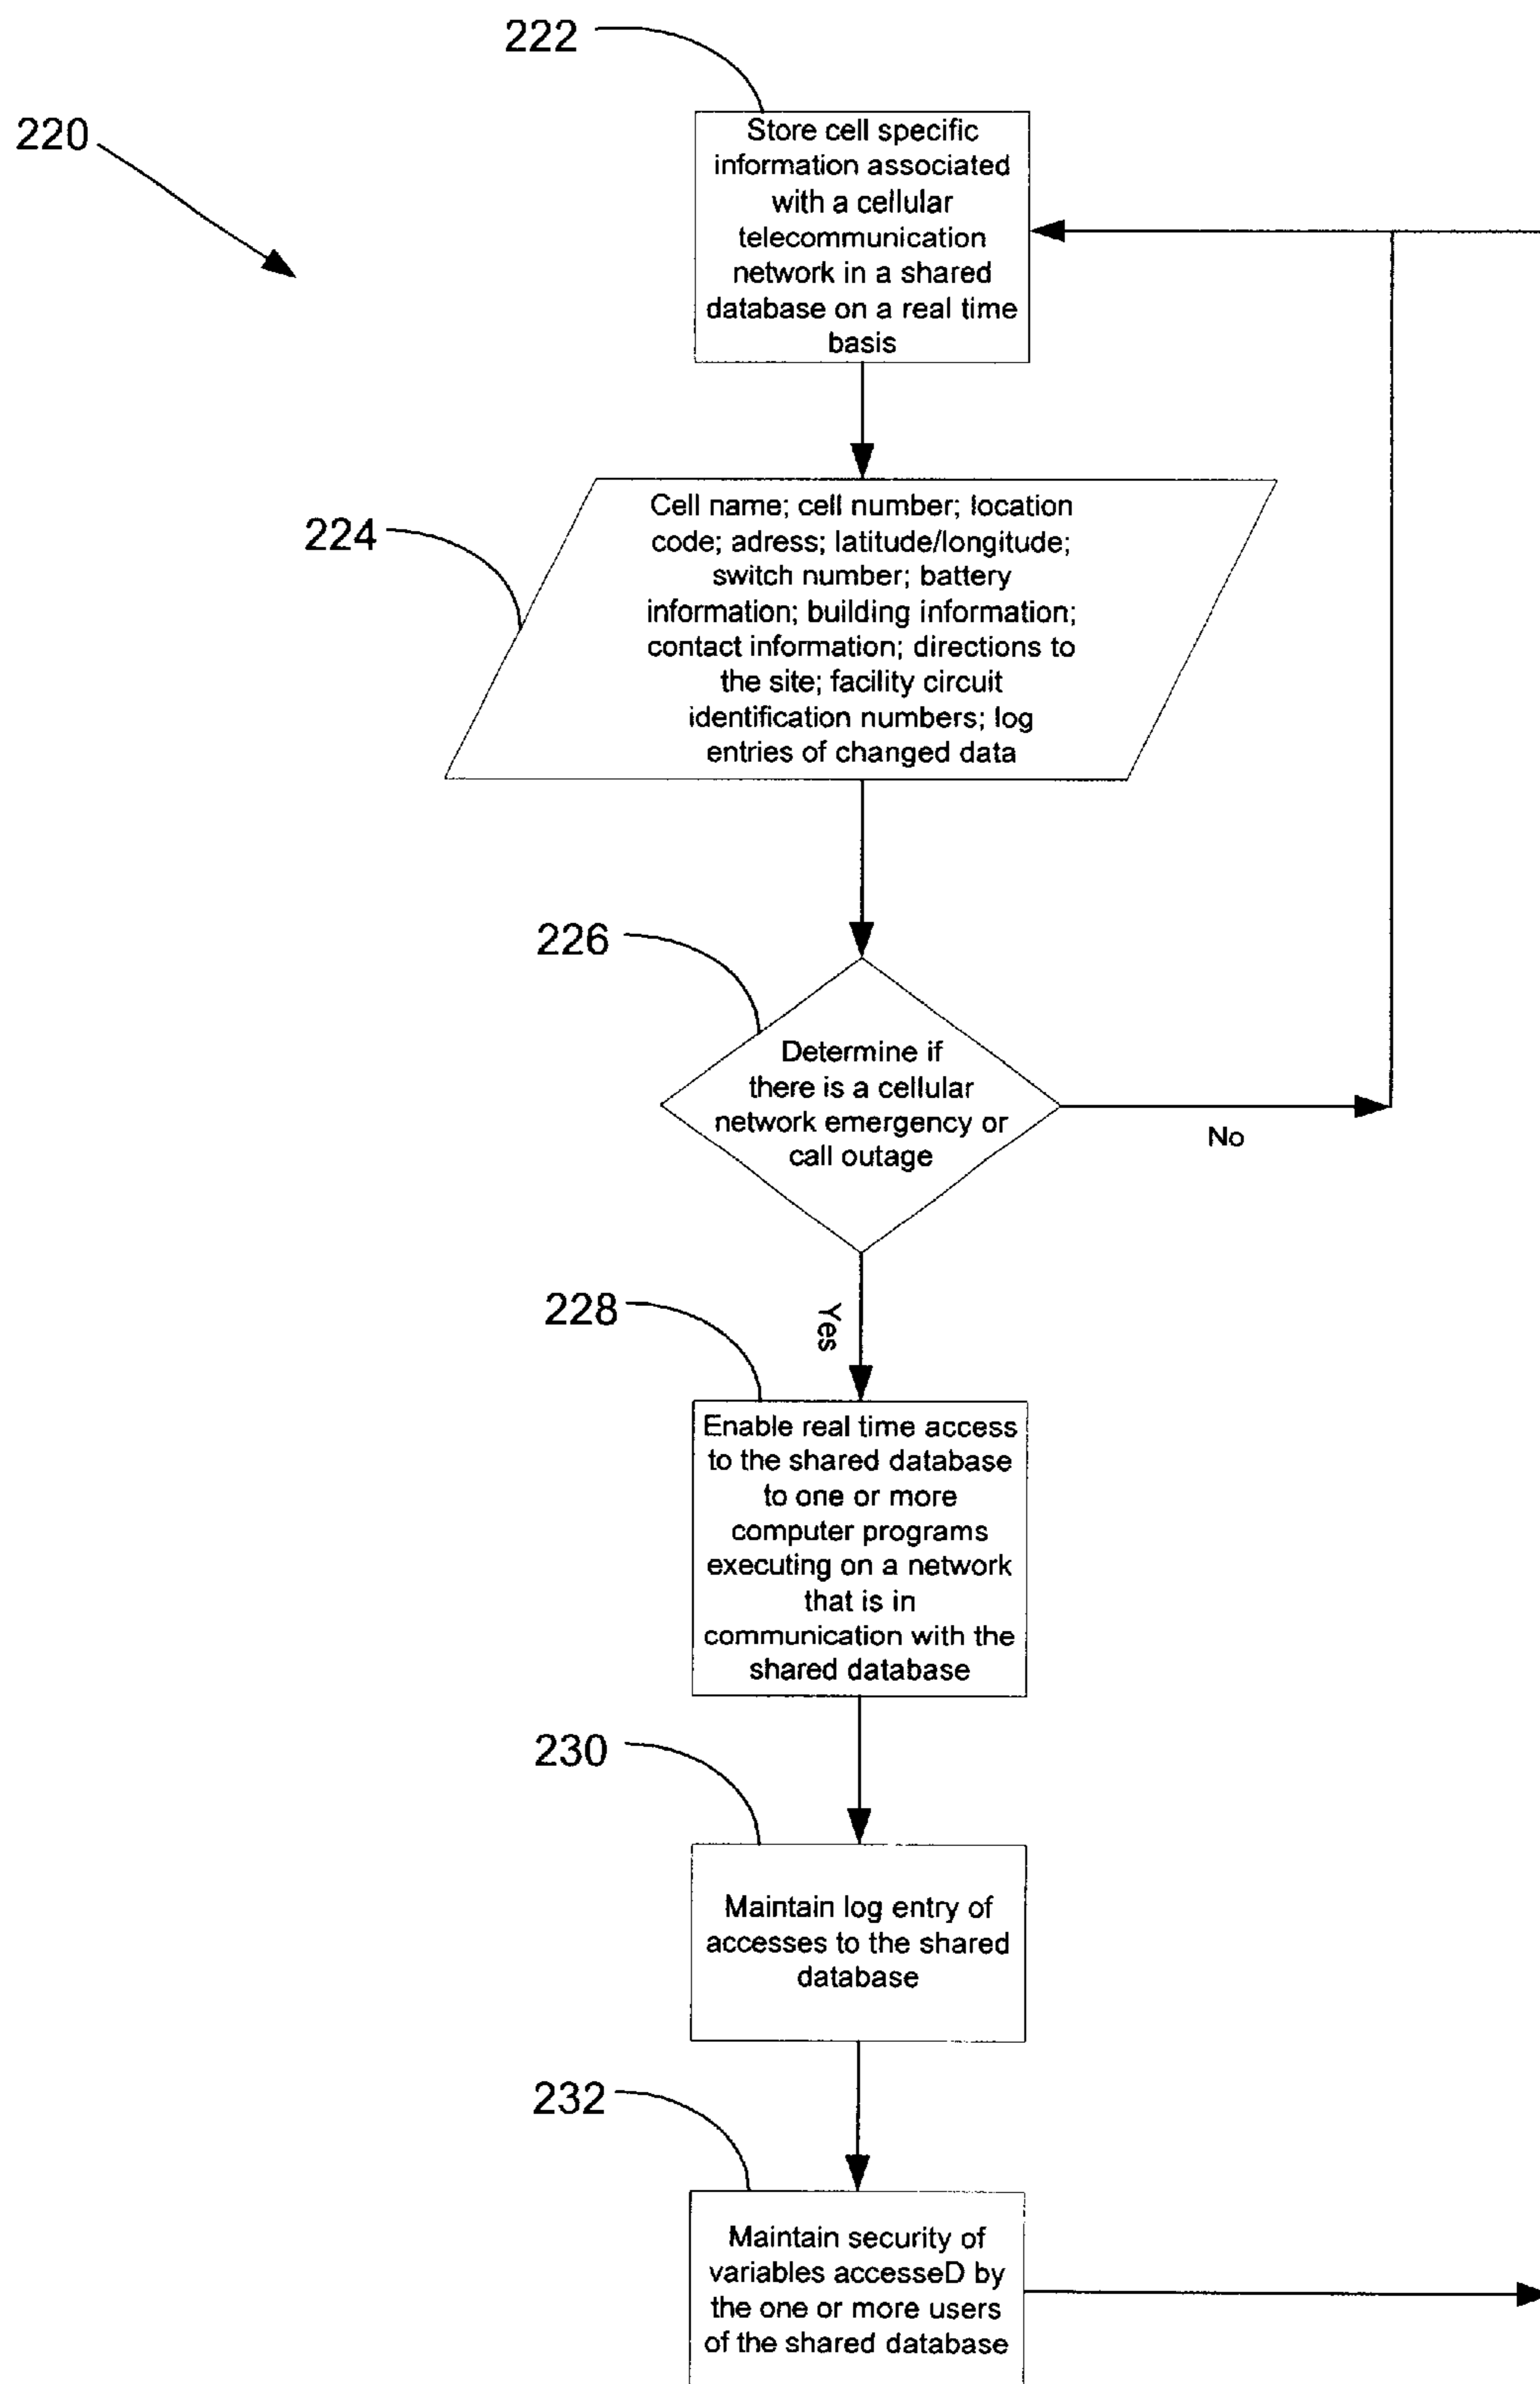 222
220
Store cell specific
information associated
with a cellular
telecommunication
network in a shared
database on a real time
basis
224
Cell name; cell number; location
code; adress; latitude/longitude;
switch number; battery
information; building information;
contact information; directions to
the site; facility circuit
identification numbers; log
entries of changed data
226
Determine if
there is a cellular
network emergency or
call outage
No
Yes
228
Enable real time access
to the shared database
to one or more
computer programs
executing on a network
that is in
communication with the
shared database
230
Maintain log entry of
accesses to the shared
database
232
Maintain security of
variables accesseD by
the one or more users
of the shared database